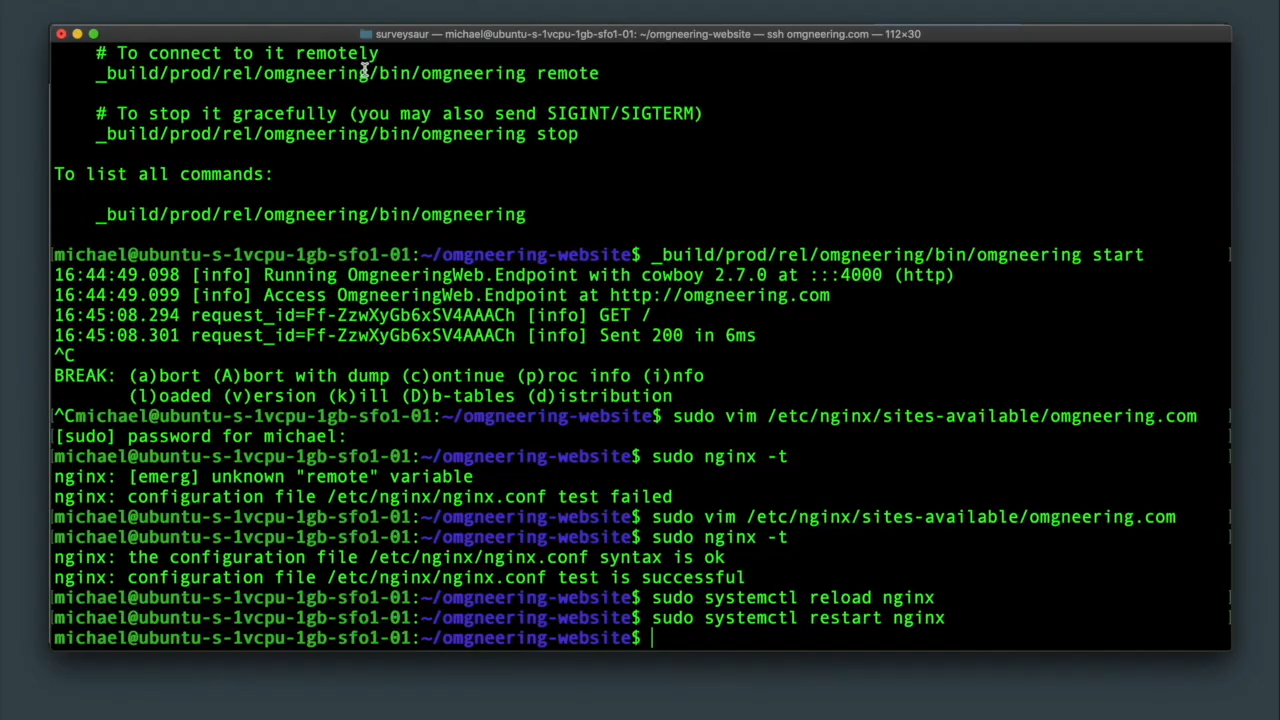 surveysaur — michael@ubuntu-s-1vcpu-1gb-sfo1-01: ~/omgneering-website — ssh omgneering.com — 112×30
# To connect to it remotely
_build/prod/rel/omgneering/bin/omgneering remote
# To stop it gracefully (you may also send SIGINT/SIGTERM)
_build/prod/rel/omgneering/bin/omgneering stop
To list all commands:
_build/prod/rel/omgneering/bin/omgneering
michael@ubuntu-s-1vcpu-1gb-sfo1-01:~/omgneering-website$ _build/prod/rel/omgneering/bin/omgneering start
16:44:49.098 [info] Running OmgneeringWeb.Endpoint with cowboy 2.7.0 at :::4000 (http)
16:44:49.099 [info] Access OmgneeringWeb.Endpoint at http://omgneering.com
16:45:08.294 request_id=Ff-ZzwXyGb6xSV4AAACh [info] GET /
16:45:08.301 request_id=Ff-ZzwXyGb6xSV4AAACh [info] Sent 200 in 6ms
^C
BREAK: (a)bort (A)bort with dump (c)ontinue (p)roc info (i)nfo
(l)oaded (v)ersion (k)ill (D)b-tables (d)istribution
^Cmichael@ubuntu-s-1vcpu-1gb-sfo1-01:~/omgneering-website$ sudo vim /etc/nginx/sites-available/omgneering.com
[sudo] password for michael:
michael@ubuntu-s-1vcpu-1gb-sfo1-01:~/omgneering-website$ sudo nginx -t
nginx: [emerg] unknown "remote" variable
nginx: configuration file /etc/nginx/nginx.conf test failed
michael@ubuntu-s-1vcpu-1gb-sfo1-01:~/omgneering-website$ sudo vim /etc/nginx/sites-available/omgneering.com
michael@ubuntu-s-1vcpu-1gb-sfo1-01:~/omgneering-website$ sudo nginx -t
nginx: the configuration file /etc/nginx/nginx.conf syntax is ok
nginx: configuration file /etc/nginx/nginx.conf test is successful
michael@ubuntu-s-1vcpu-1gb-sfo1-01:~/omgneering-website$ sudo systemctl reload nginx
michael@ubuntu-s-1vcpu-1gb-sfo1-01:~/omgneering-website$ sudo systemctl restart nginx
michael@ubuntu-s-1vcpu-1gb-sfo1-01:~/omgneering-website$